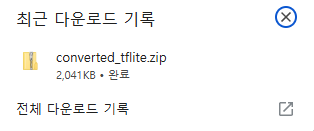 최근 다운로드 기록
converted_tflite.zip
2,041KB • 완료
전체 다운로드 기록